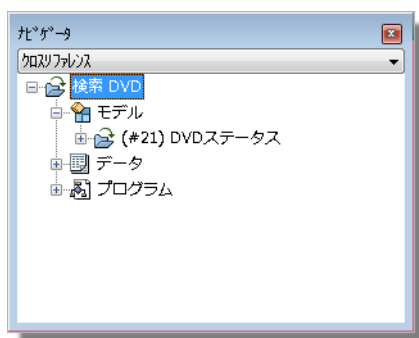 ﾅﾋﾞｹﾞｰﾀ
ｸﾛｽﾘﾌｧﾚﾝｽ
検索 DVD
モデル
(#21) DVDステータス
データ
プログラム